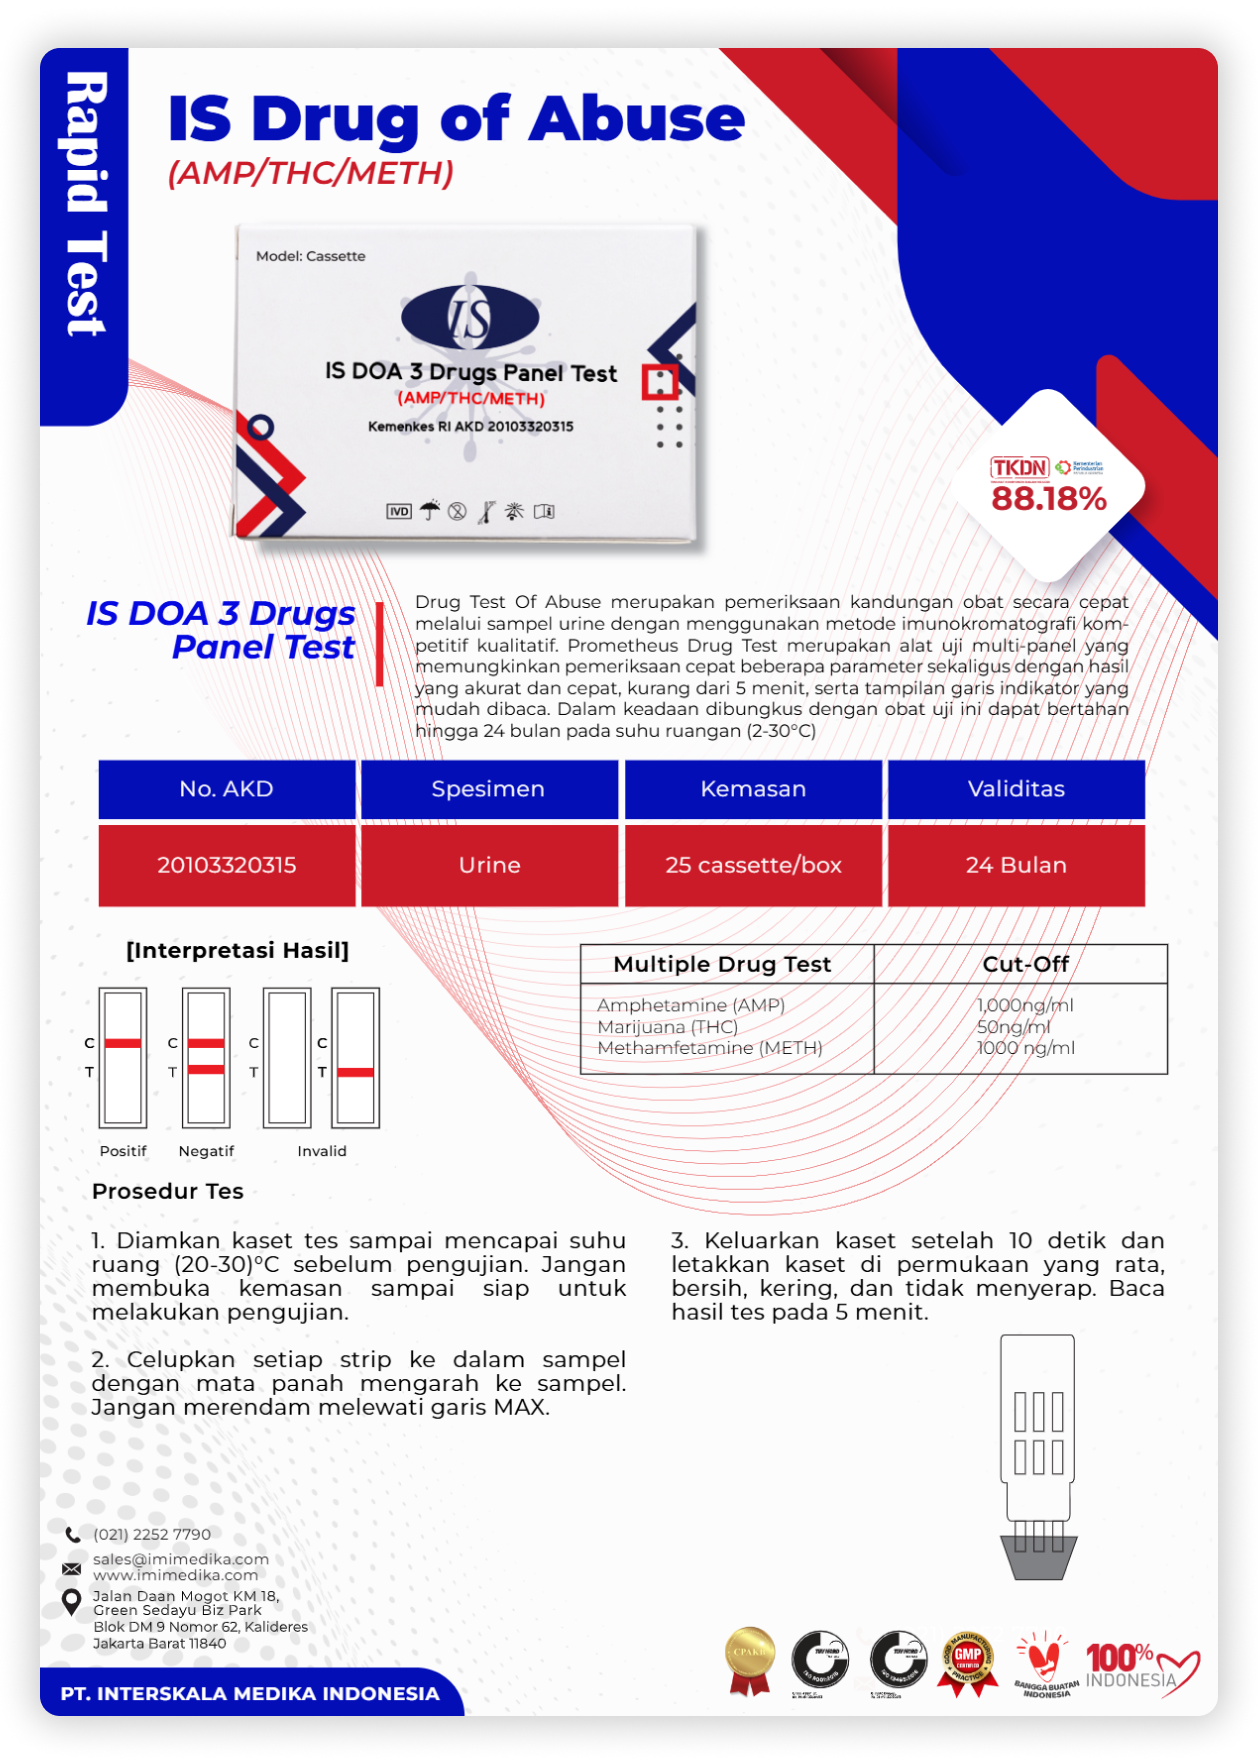 Rapid Test
IS Drug of Abuse
(AMP/THC/METH)
Model: Cassette
IS
IS DOA 3 Drugs Panel Test
(AMP/THC/METH)
Kemenkes RI AKD 20103320315
IVD
TKDN
Kementerian
Perindustrian
88.18%
IS DOA 3 Drugs
Panel Test
Drug Test Of Abuse merupakan pemeriksaan kandungan obat secara cepat
melalui sampel urine dengan menggunakan metode imunokromatografi kom-
petitif kualitatif. Prometheus Drug Test merupakan alat uji multi-panel yang
memungkinkan pemeriksaan cepat beberapa parameter sekaligus dengan hasil
yang akurat dan cepat, kurang dari 5 menit, serta tampilan garis indikator yang
mudah dibaca. Dalam keadaan dibungkus dengan obat uji ini dapat bertahan
hingga 24 bulan pada suhu ruangan (2-30°C)
No. AKD Spesimen Kemasan Validitas
20103320315 Urine 25 cassette/box 24 Bulan
[Interpretasi Hasil]
C C C C
T T T T
Positif Negatif Invalid
Multiple Drug Test Cut-Off
Amphetamine (AMP) 1,000ng/ml
Marijuana (THC) 50ng/ml
Methamfetamine (METH) 1000 ng/ml
Prosedur Tes
1. Diamkan kaset tes sampai mencapai suhu
ruang (20-30)°C sebelum pengujian. Jangan
membuka kemasan sampai siap untuk
melakukan pengujian.
2. Celupkan setiap strip ke dalam sampel
dengan mata panah mengarah ke sampel.
Jangan merendam melewati garis MAX.
3. Keluarkan kaset setelah 10 detik dan
letakkan kaset di permukaan yang rata,
bersih, kering, dan tidak menyerap. Baca
hasil tes pada 5 menit.
(021) 2252 7790
sales@imimedika.com
www.imimedika.com
Jalan Daan Mogot KM 18,
Green Sedayu Biz Park
Blok DM 9 Nomor 62, Kalideres
Jakarta Barat 11840
PT. INTERSKALA MEDIKA INDONESIA
CPAKB
GOOD MANUFACTURING
GMP
CERTIFIED
PRACTICE
BANGGA BUATAN
INDONESIA
100%
INDONESIA